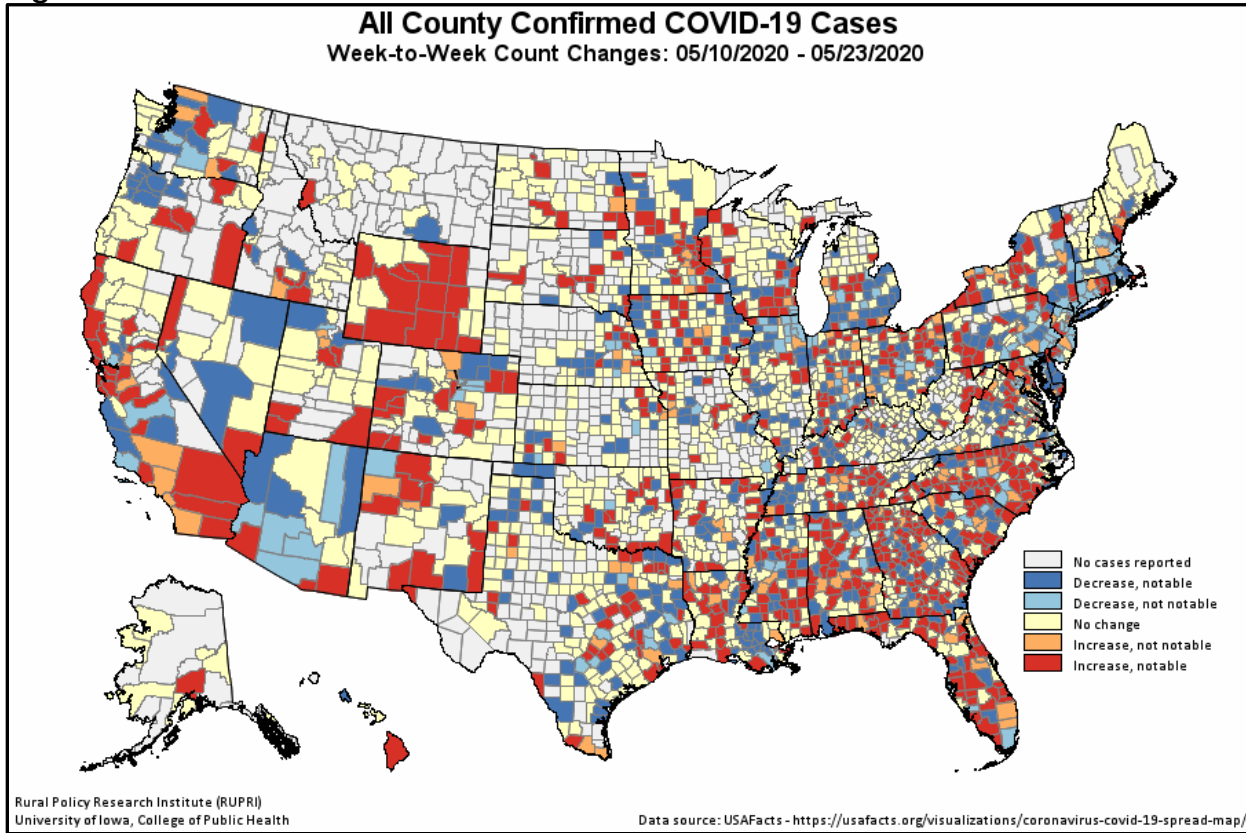 All County Confirmed COVID-19 Cases
Week-to-Week Count Changes: 05/10/2020 - 05/23/2020
No cases reported
Decrease, notable
Decrease, not notable
No change
Increase, not notable
Increase, notable
Rural Policy Research Institute (RUPRI)
University of Iowa, College of Public Health
Data source: USAFacts - https://usafacts.org/visualizations/coronavirus-covid-19-spread-map/